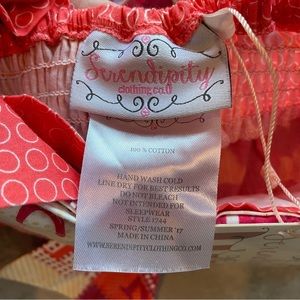 Serendipity
clothing co.
100% COTTON
HAND WASH COLD
LINE DRY FOR BEST RESULTS
DO NOT BLEACH
NOT INTENDED FOR
SLEEPWEAR
STYLE 1744
SPRING/SUMMER '17
MADE IN CHINA
WWW.SERENDIPITYCLOTHINGCO.COM